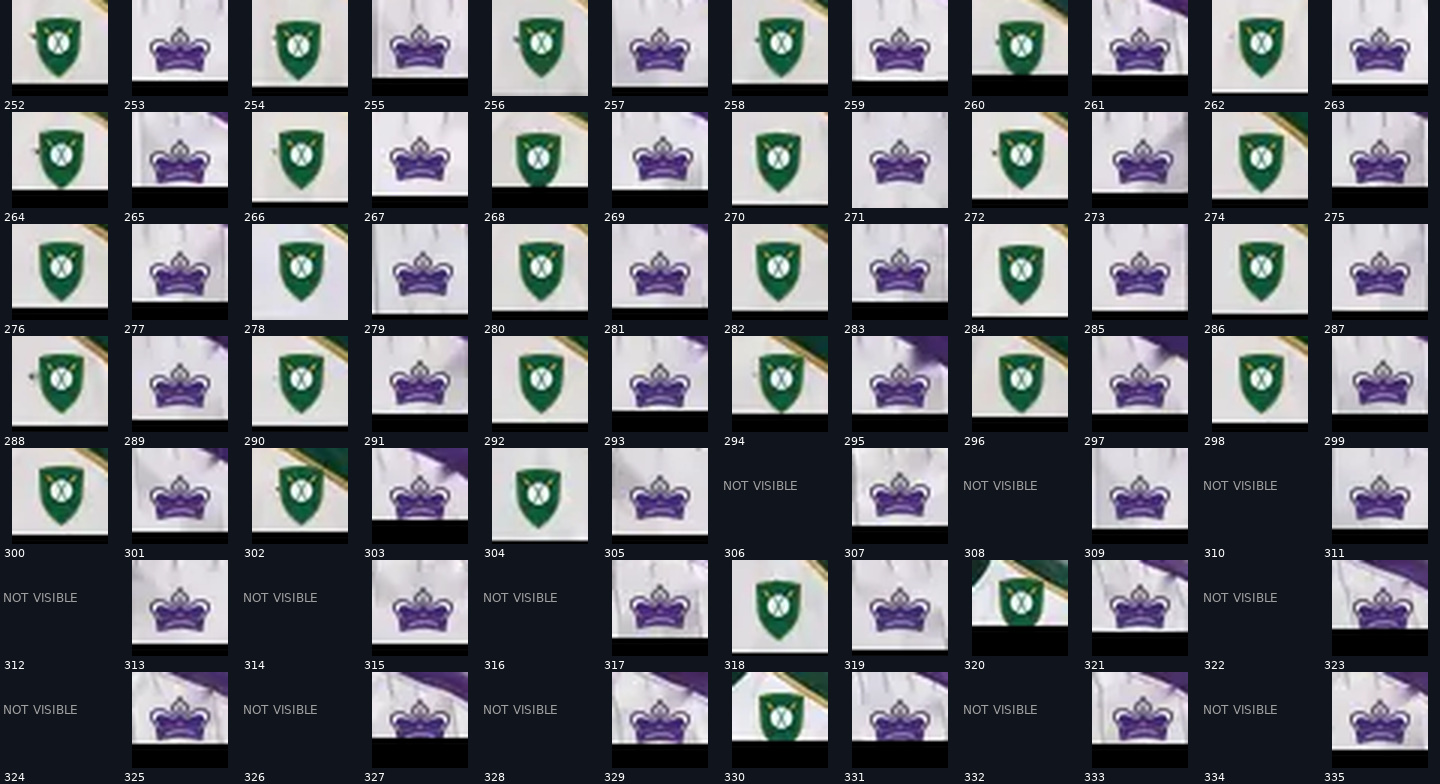 252 253 254 255 256 257 258 259 260 261 262 263
264 265 266 267 268 269 270 271 272 273 274 275
276 277 278 279 280 281 282 283 284 285 286 287
288 289 290 291 292 293 294 295 296 297 298 299
NOT VISIBLE NOT VISIBLE NOT VISIBLE
300 301 302 303 304 305 306 307 308 309 310 311
NOT VISIBLE NOT VISIBLE NOT VISIBLE NOT VISIBLE
312 313 314 315 316 317 318 319 320 321 322 323
NOT VISIBLE NOT VISIBLE NOT VISIBLE NOT VISIBLE NOT VISIBLE
324 325 326 327 328 329 330 331 332 333 334 335